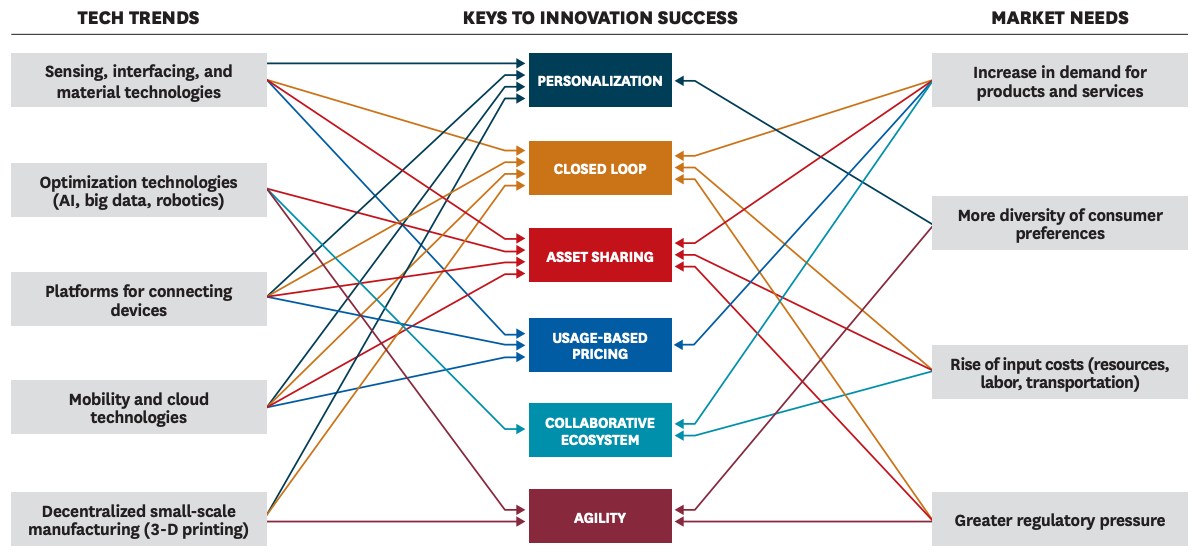 TECH TRENDS
KEYS TO INNOVATION SUCCESS
MARKET NEEDS
Sensing, interfacing, and
material technologies
Optimization technologies
(AI, big data, robotics)
Platforms for connecting
devices
Mobility and cloud
technologies
Decentralized small-scale
manufacturing (3-D printing)
PERSONALIZATION
CLOSED LOOP
ASSET SHARING
USAGE-BASED
PRICING
COLLABORATIVE
ECOSYSTEM
AGILITY
Increase in demand for
products and services
More diversity of consumer
preferences
Rise of input costs (resources,
labor, transportation)
Greater regulatory pressure